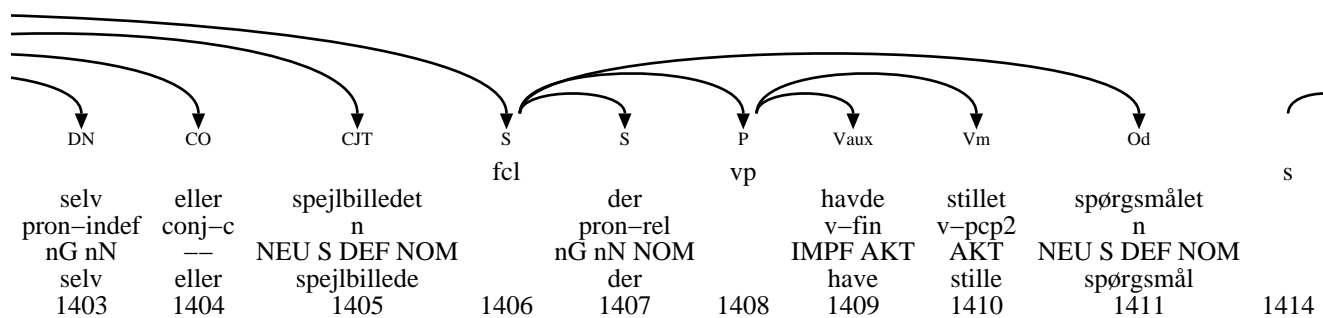 DN CO CJT S S P Vaux Vm Od
fcl vp s
selv eller spejlbilledet der havde stillet spørgsmålet
pron−indef conj−c n pron−rel v−fin v−pcp2 n
nG nN −− NEU S DEF NOM nG nN NOM IMPF AKT AKT NEU S DEF NOM
selv eller spejlbillede der have stille spørgsmål
1403 1404 1405 1406 1407 1408 1409 1410 1411 1414